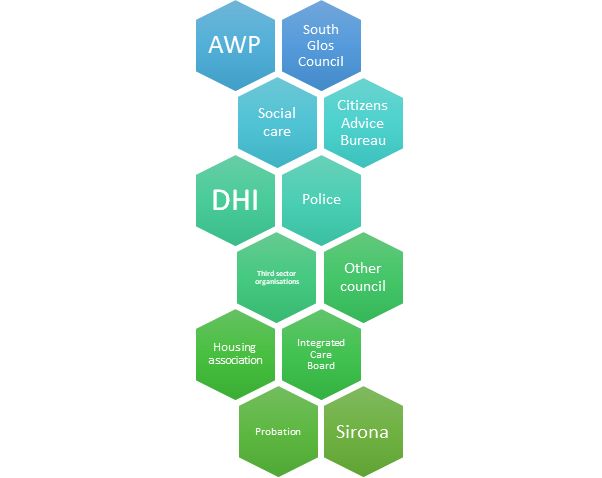 AWP
South
Glos
Council
Social
care
Citizens
Advice
Bureau
DHI
Police
Third sector
organisations
Other
council
Housing
association
Integrated
Care
Board
Probation
Sirona